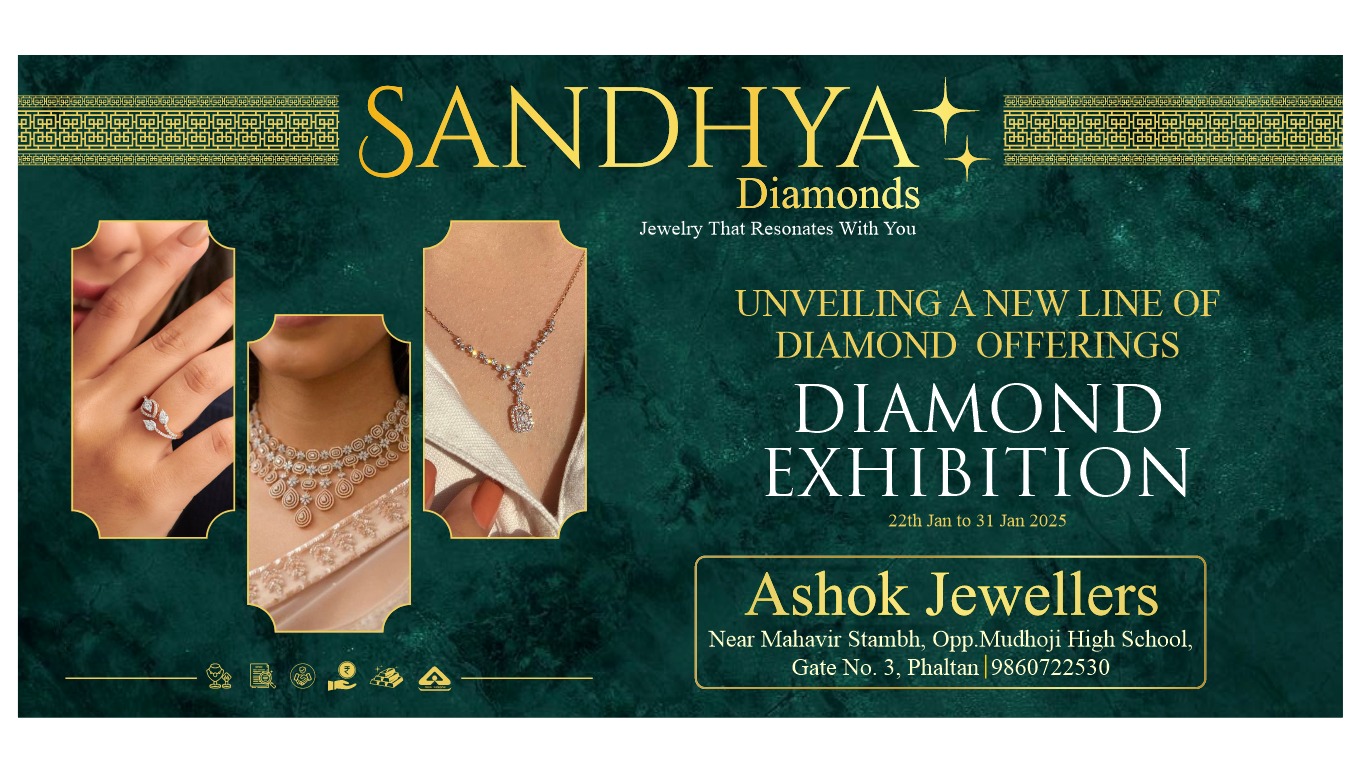 SANDHYA
Diamonds
Jewelry That Resonates With You
UNVEILING A NEW LINE OF
DIAMOND OFFERINGS
DIAMOND
EXHIBITION
22th Jan to 31 Jan 2025
Ashok Jewellers
Near Mahavir Stambh, Opp.Mudhoji High School,
Gate No. 3, Phaltan|9860722530